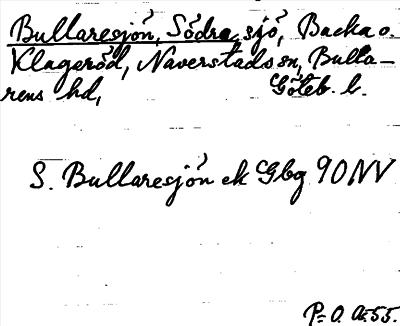 Bullaresjön, Södra, sjö, Backa o.
Klageröd, Naverstads sn, Bulla-
rens hd, Göteb. l.
S. Bullaresjön ek Gbg 90NV
P.O. a. 55.